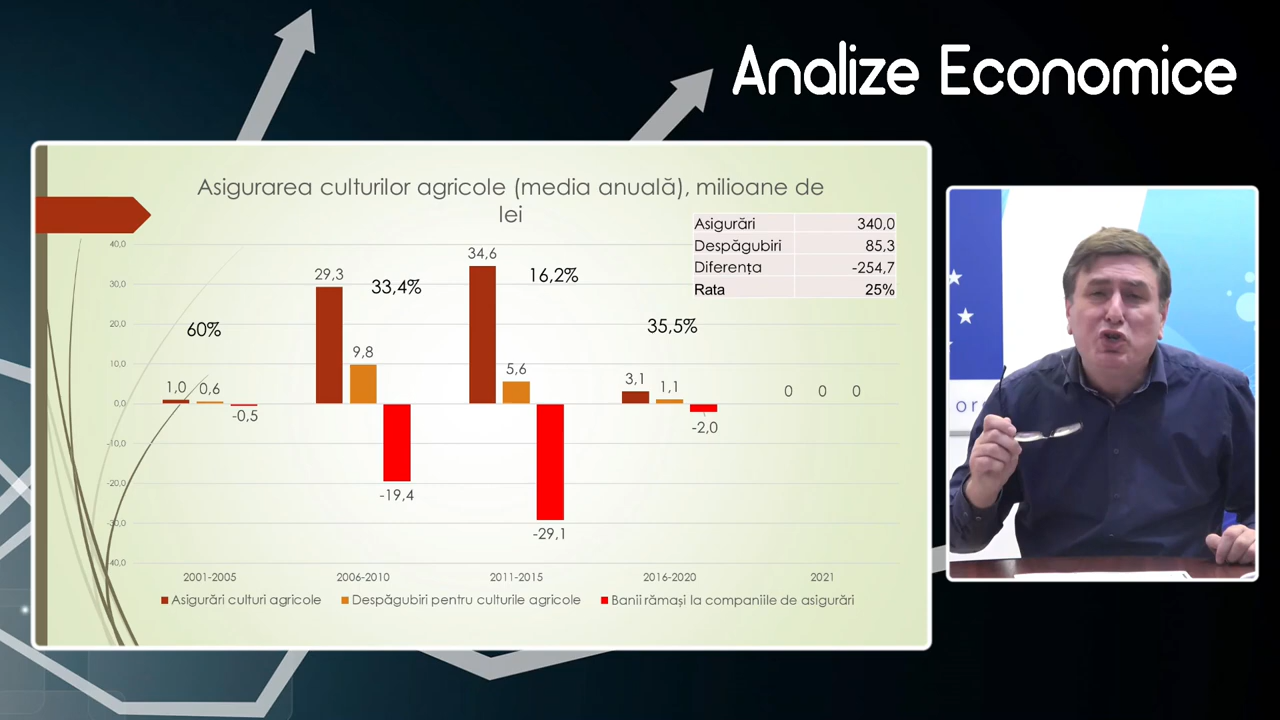 Analize Economice
Asigurarea culturilor agricole (media anuală), milioane de
lei
Asigurări 340,0
Despăgubiri 85,3
Diferența -254,7
Rata 25%
40,0
30,0
20,0
10,0
0,0
-10,0
-20,0
-30,0
-40,0
60%
33,4%
16,2%
35,5%
1,0 0,6 -0,5
29,3 9,8 -19,4
34,6 5,6 -29,1
3,1 1,1 -2,0
0 0 0
2001-2005 2006-2010 2011-2015 2016-2020 2021
Asigurări culturi agricole Despăgubiri pentru culturile agricole Banii rămași la companiile de asigurări